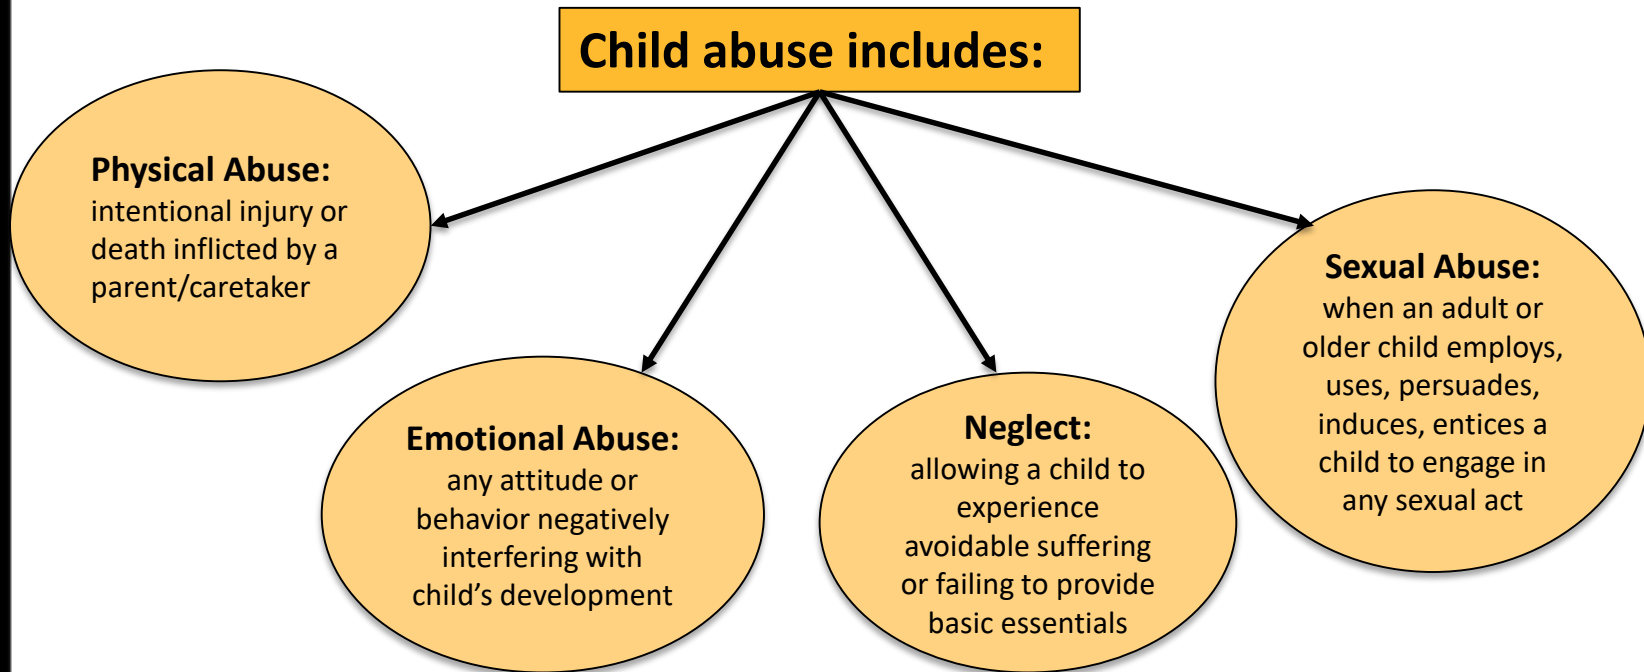 Child abuse includes:
Physical Abuse:
intentional injury or
death inflicted by a
parent/caretaker
Emotional Abuse:
any attitude or
behavior negatively
interfering with
child’s development
Neglect:
allowing a child to
experience
avoidable suffering
or failing to provide
basic essentials
Sexual Abuse:
when an adult or
older child employs,
uses, persuades,
induces, entices a
child to engage in
any sexual act